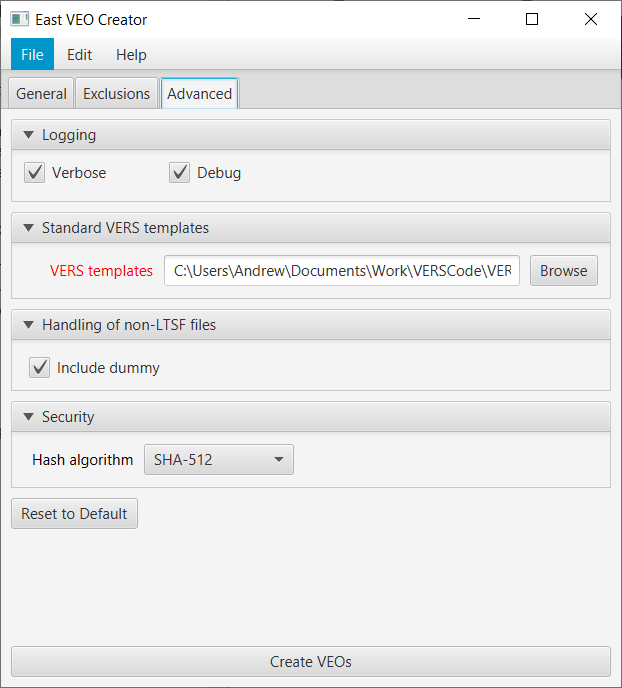 East VEO Creator
File Edit Help
General Exclusions Advanced
Logging
Verbose Debug
Standard VERS templates
VERS templates C:\Users\Andrew\Documents\Work\VERSCode\VER Browse
Handling of non-LTSF files
Include dummy
Security
Hash algorithm SHA-512
Reset to Default
Create VEOs